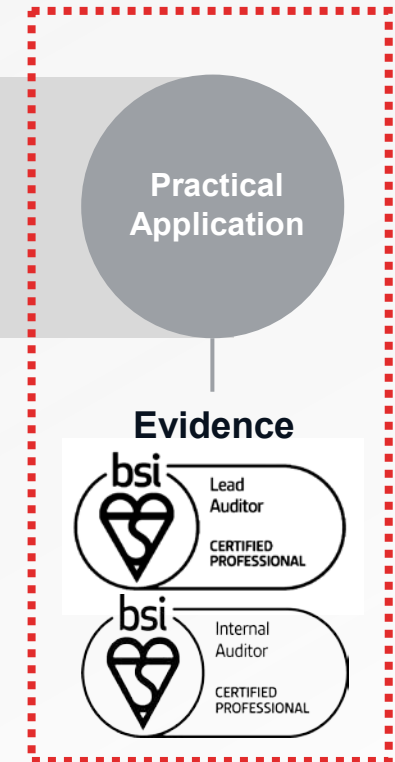 Practical
Application
Evidence
bsi
Lead
Auditor
CERTIFIED
PROFESSIONAL
bsi
Internal
Auditor
CERTIFIED
PROFESSIONAL